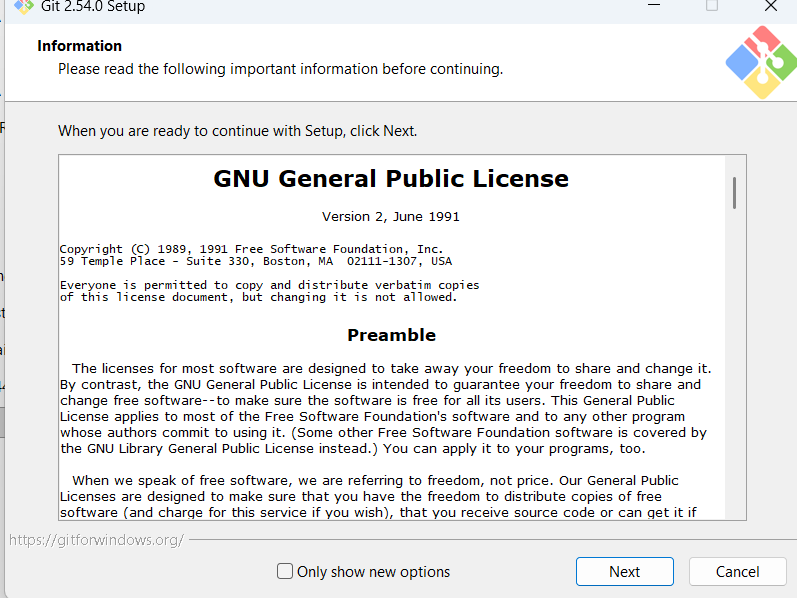 Git 2.54.0 Setup
Information
Please read the following important information before continuing.
When you are ready to continue with Setup, click Next.
GNU General Public License
Version 2, June 1991
Copyright (C) 1989, 1991 Free Software Foundation, Inc.
59 Temple Place - Suite 330, Boston, MA  02111-1307, USA
Everyone is permitted to copy and distribute verbatim copies
of this license document, but changing it is not allowed.
Preamble
The licenses for most software are designed to take away your freedom to share and change it.
By contrast, the GNU General Public License is intended to guarantee your freedom to share and
change free software--to make sure the software is free for all its users. This General Public
License applies to most of the Free Software Foundation's software and to any other program
whose authors commit to using it. (Some other Free Software Foundation software is covered by
the GNU Library General Public License instead.) You can apply it to your programs, too.
When we speak of free software, we are referring to freedom, not price. Our General Public
Licenses are designed to make sure that you have the freedom to distribute copies of free
software (and charge for this service if you wish), that you receive source code or can get it if
https://gitforwindows.org/
Only show new options
Next
Cancel